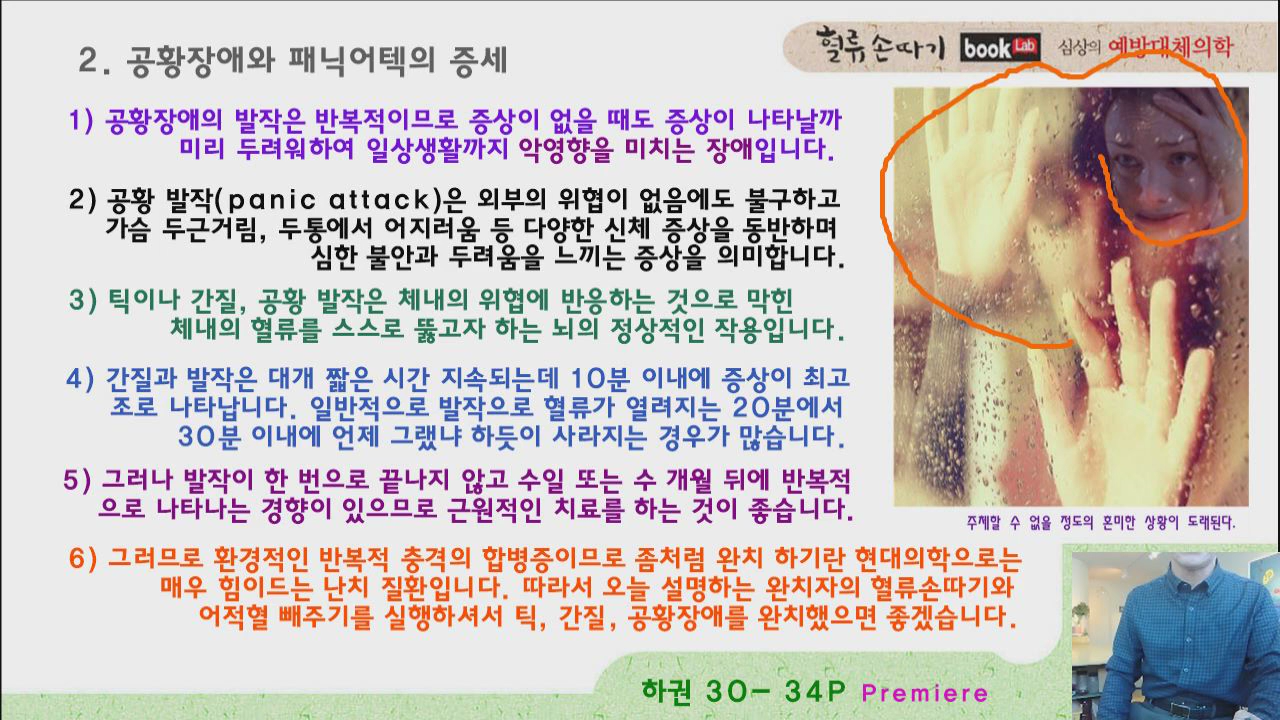 2. 공황장애와 패닉어텍의 증세
혈류손따기 book Lab 심상의 예방대체의학
1) 공황장애의 발작은 반복적이므로 증상이 없을 때도 증상이 나타날까
미리 두려워하여 일상생활까지 악영향을 미치는 장애입니다.
2) 공황 발작(panic attack)은 외부의 위협이 없음에도 불구하고
가슴 두근거림, 두통에서 어지러움 등 다양한 신체 증상을 동반하며
심한 불안과 두려움을 느끼는 증상을 의미합니다.
3) 틱이나 간질, 공황 발작은 체내의 위협에 반응하는 것으로 막힌
체내의 혈류를 스스로 뚫고자 하는 뇌의 정상적인 작용입니다.
4) 간질과 발작은 대개 짧은 시간 지속되는데 10분 이내에 증상이 최고
조로 나타납니다. 일반적으로 발작으로 혈류가 열려지는 20분에서
30분 이내에 언제 그랬냐 하듯이 사라지는 경우가 많습니다.
5) 그러나 발작이 한 번으로 끝나지 않고 수일 또는 수 개월 뒤에 반복적
으로 나타나는 경향이 있으므로 근원적인 치료를 하는 것이 좋습니다.
주체할 수 없을 정도의 혼미한 상황이 도래된다.
6) 그러므로 환경적인 반복적 충격의 합병증이므로 좀처럼 완치 하기란 현대의학으로는
매우 힘이드는 난치 질환입니다. 따라서 오늘 설명하는 완치자의 혈류손따기와
어적혈 빼주기를 실행하셔서 틱, 간질, 공황장애를 완치했으면 좋겠습니다.
하권 30- 34P Premiere